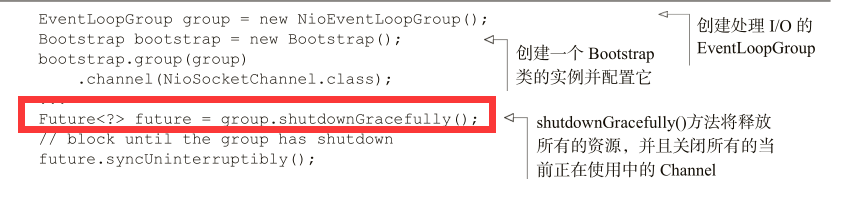 EventLoopGroup group = new NioEventLoopGroup();
Bootstrap bootstrap = new Bootstrap();
bootstrap.group(group)
.channel(NioSocketChannel.class);
...
Future<?> future = group.shutdownGracefully();
// block until the group has shutdown
future.syncUninterruptibly();
创建处理 I/O 的
EventLoopGroup
创建一个 Bootstrap
类的实例并配置它
shutdownGracefully()方法将释放
所有的资源，并且关闭所有的当
前正在使用中的 Channel